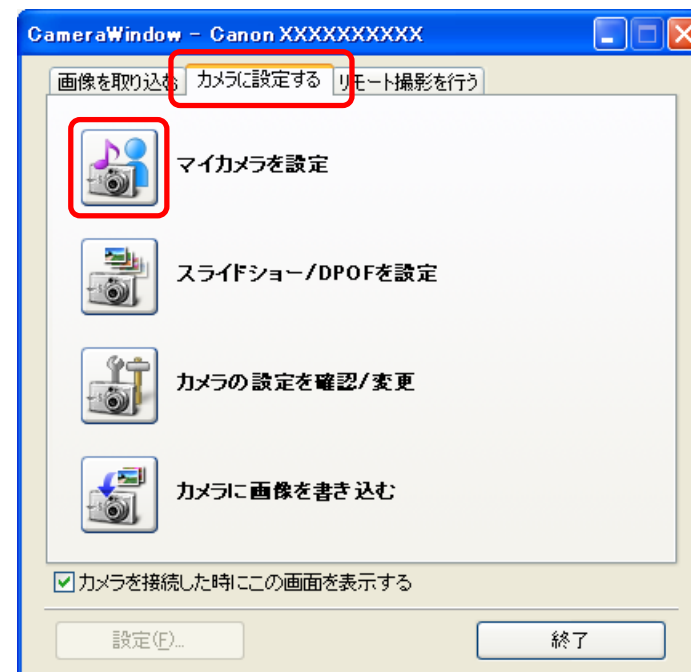 CameraWindow - Canon XXXXXXXXXX
画像を取り込む カメラに設定する リモート撮影を行う
マイカメラを設定
スライドショー/DPOFを設定
カメラの設定を確認/変更
カメラに画像を書き込む
カメラを接続した時にこの画面を表示する
設定(F)... 終了